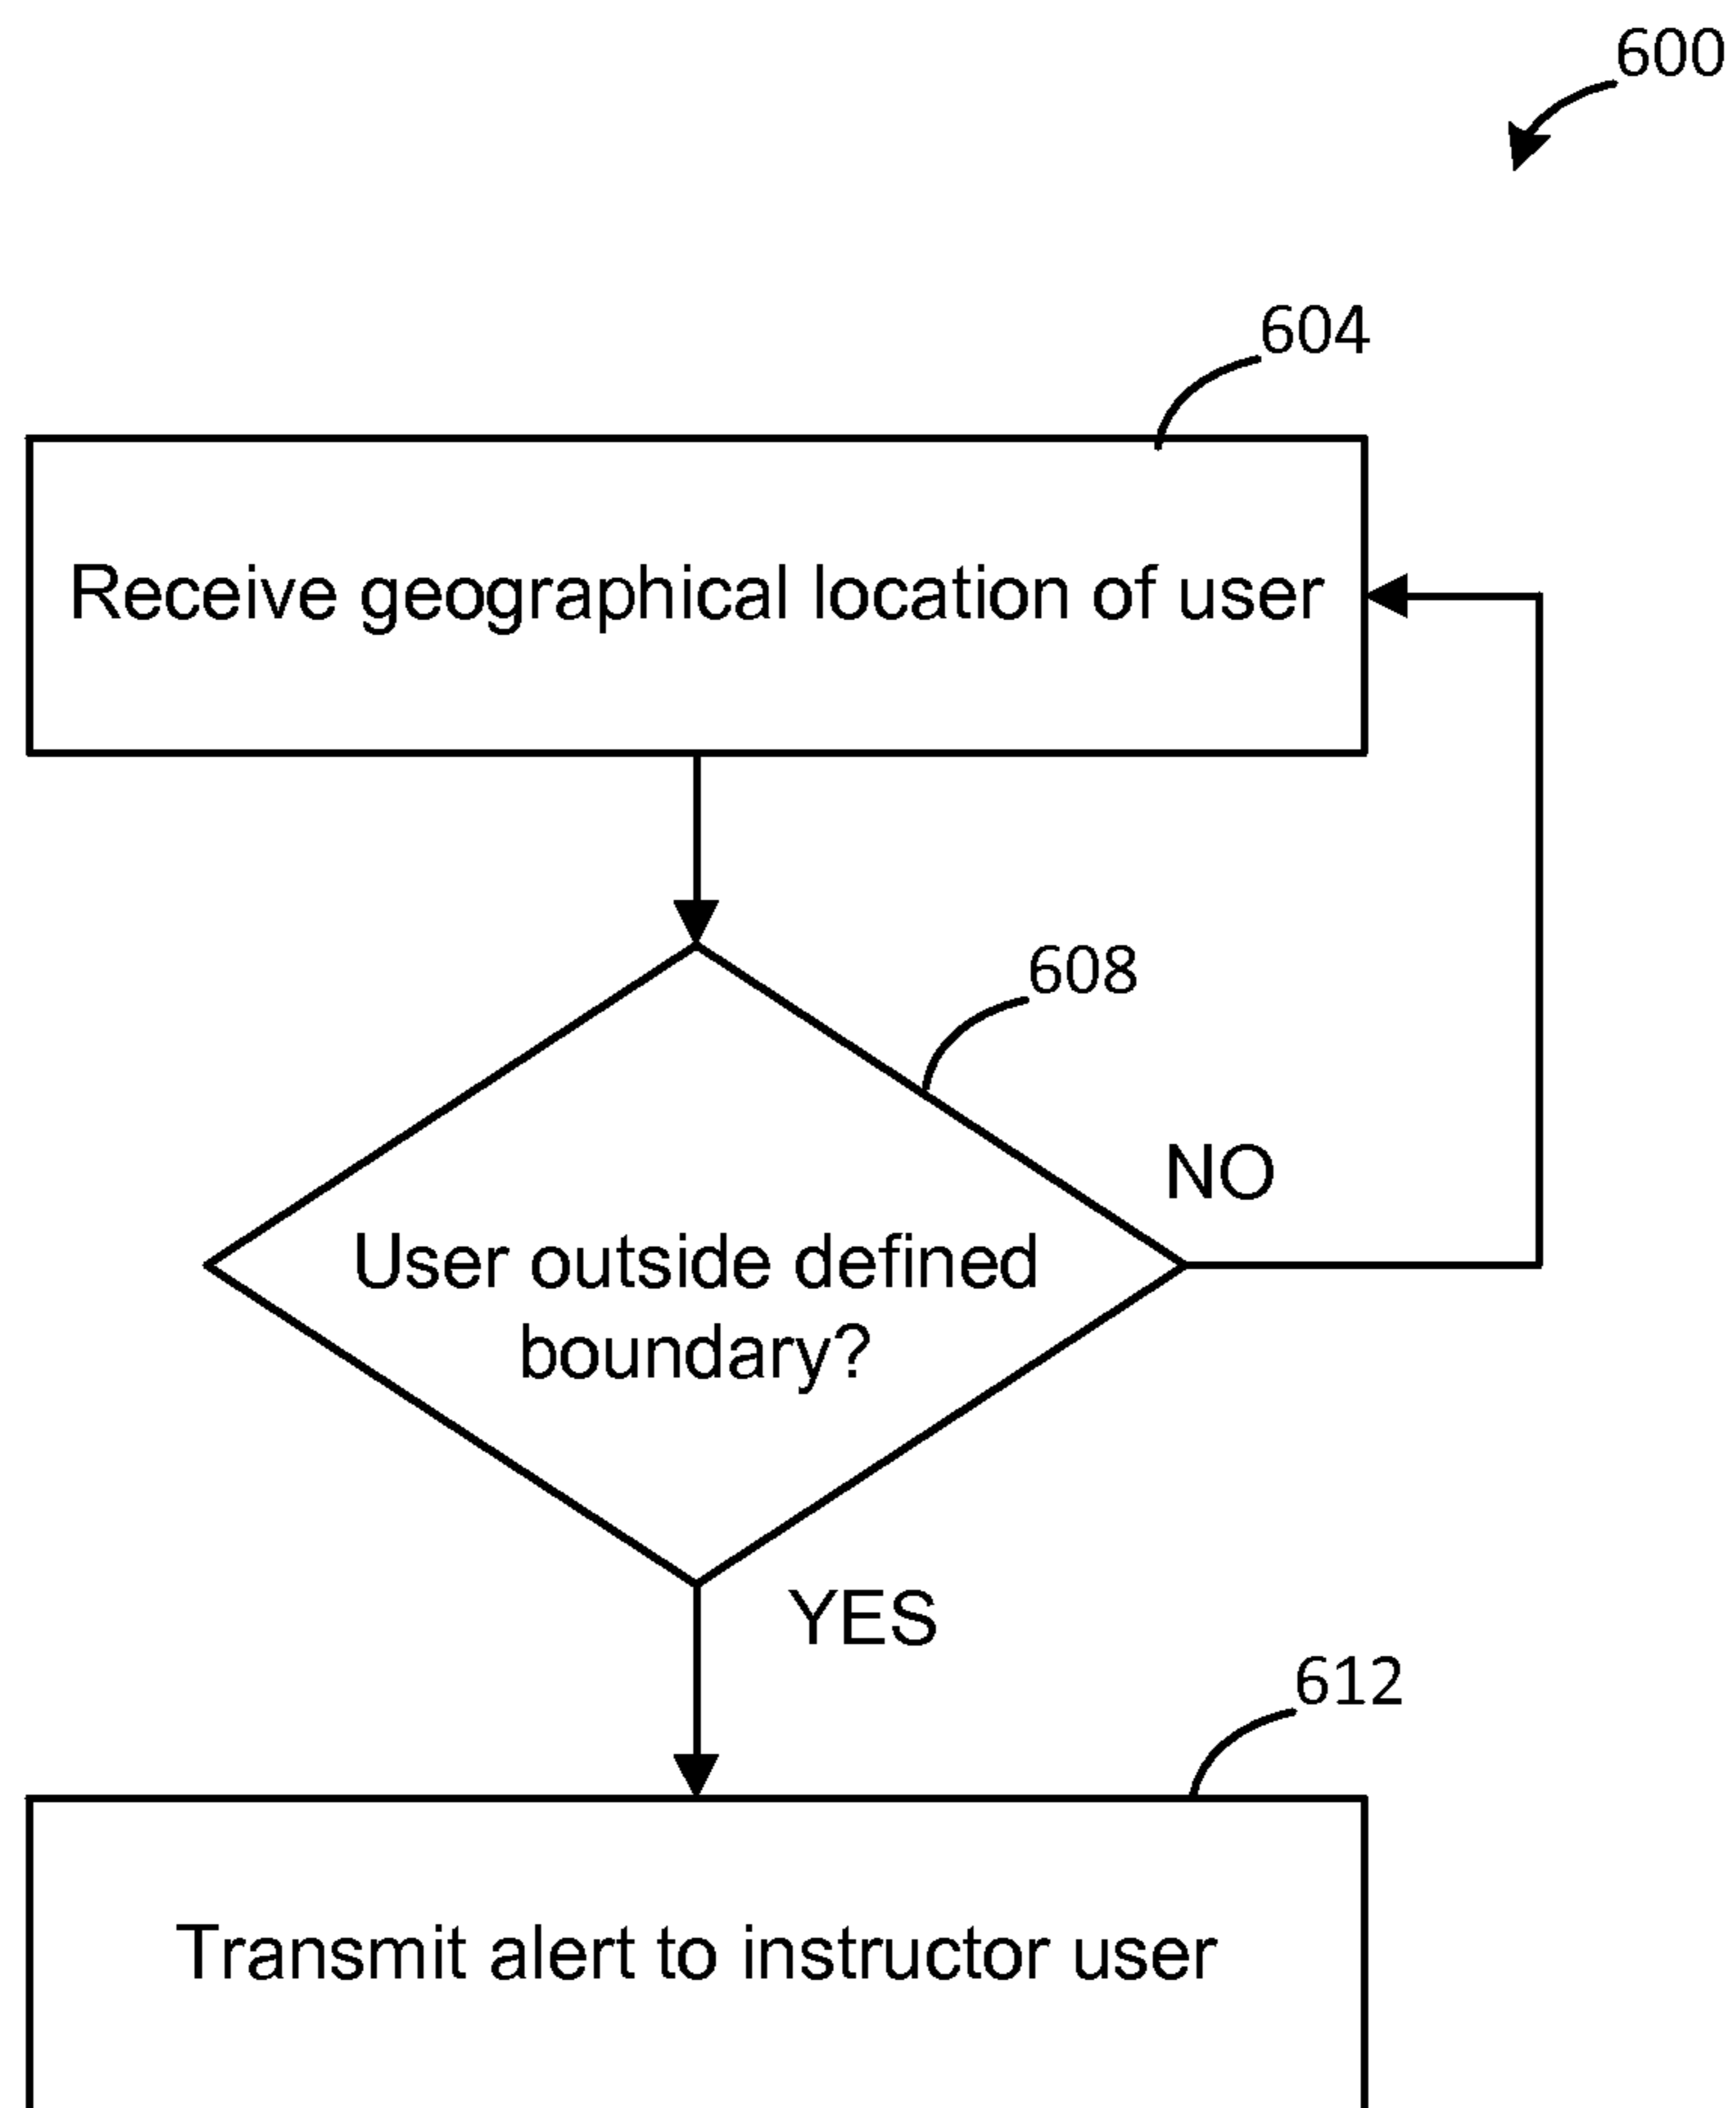 600
604
Receive geographical location of user
608
NO
User outside defined
boundary?
YES
612
Transmit alert to instructor user